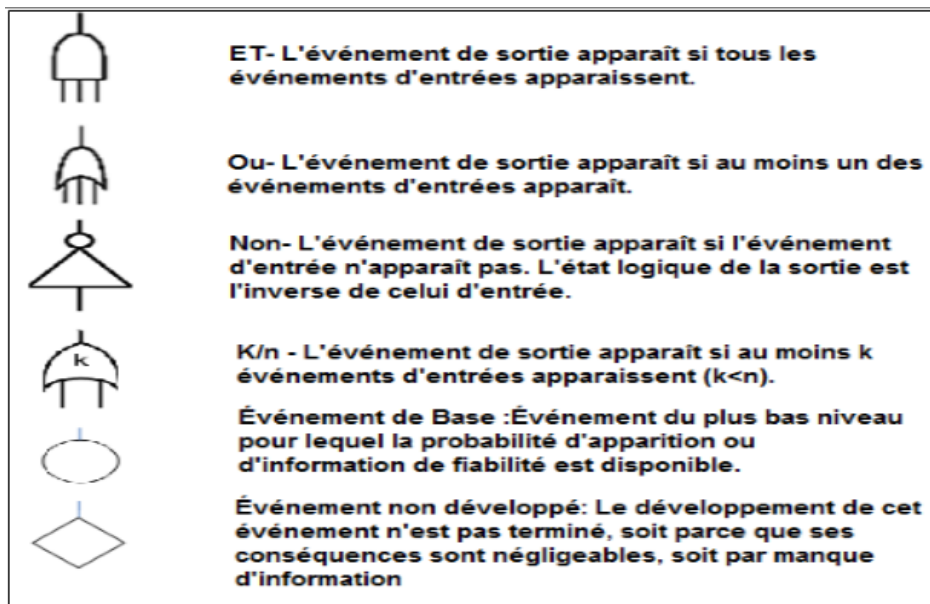 ET- L'événement de sortie apparaît si tous les
événements d'entrées apparaissent.
Ou- L'événement de sortie apparaît si au moins un des
événements d'entrées apparaît.
Non- L'événement de sortie apparaît si l'événement
d'entrée n'apparaît pas. L'état logique de la sortie est
l'inverse de celui d'entrée.
k
K/n - L'événement de sortie apparaît si au moins k
événements d'entrées apparaissent (k<n).
Événement de Base :Événement du plus bas niveau
pour lequel la probabilité d'apparition ou
d'information de fiabilité est disponible.
Événement non développé: Le développement de cet
événement n'est pas terminé, soit parce que ses
conséquences sont négligeables, soit par manque
d'information